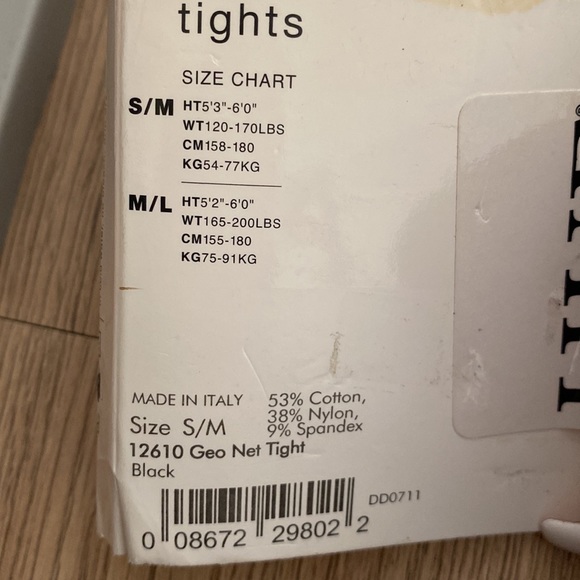 tights
SIZE CHART
S/M HT5'3"-6'0"
WT120-170LBS
CM158-180
KG54-77KG
M/L HT5'2"-6'0"
WT165-200LBS
CM155-180
KG75-91KG
MADE IN ITALY 53% Cotton,
38% Nylon,
Size S/M 9% Spandex
12610 Geo Net Tight
Black
DD0711
0 08672 29802 2